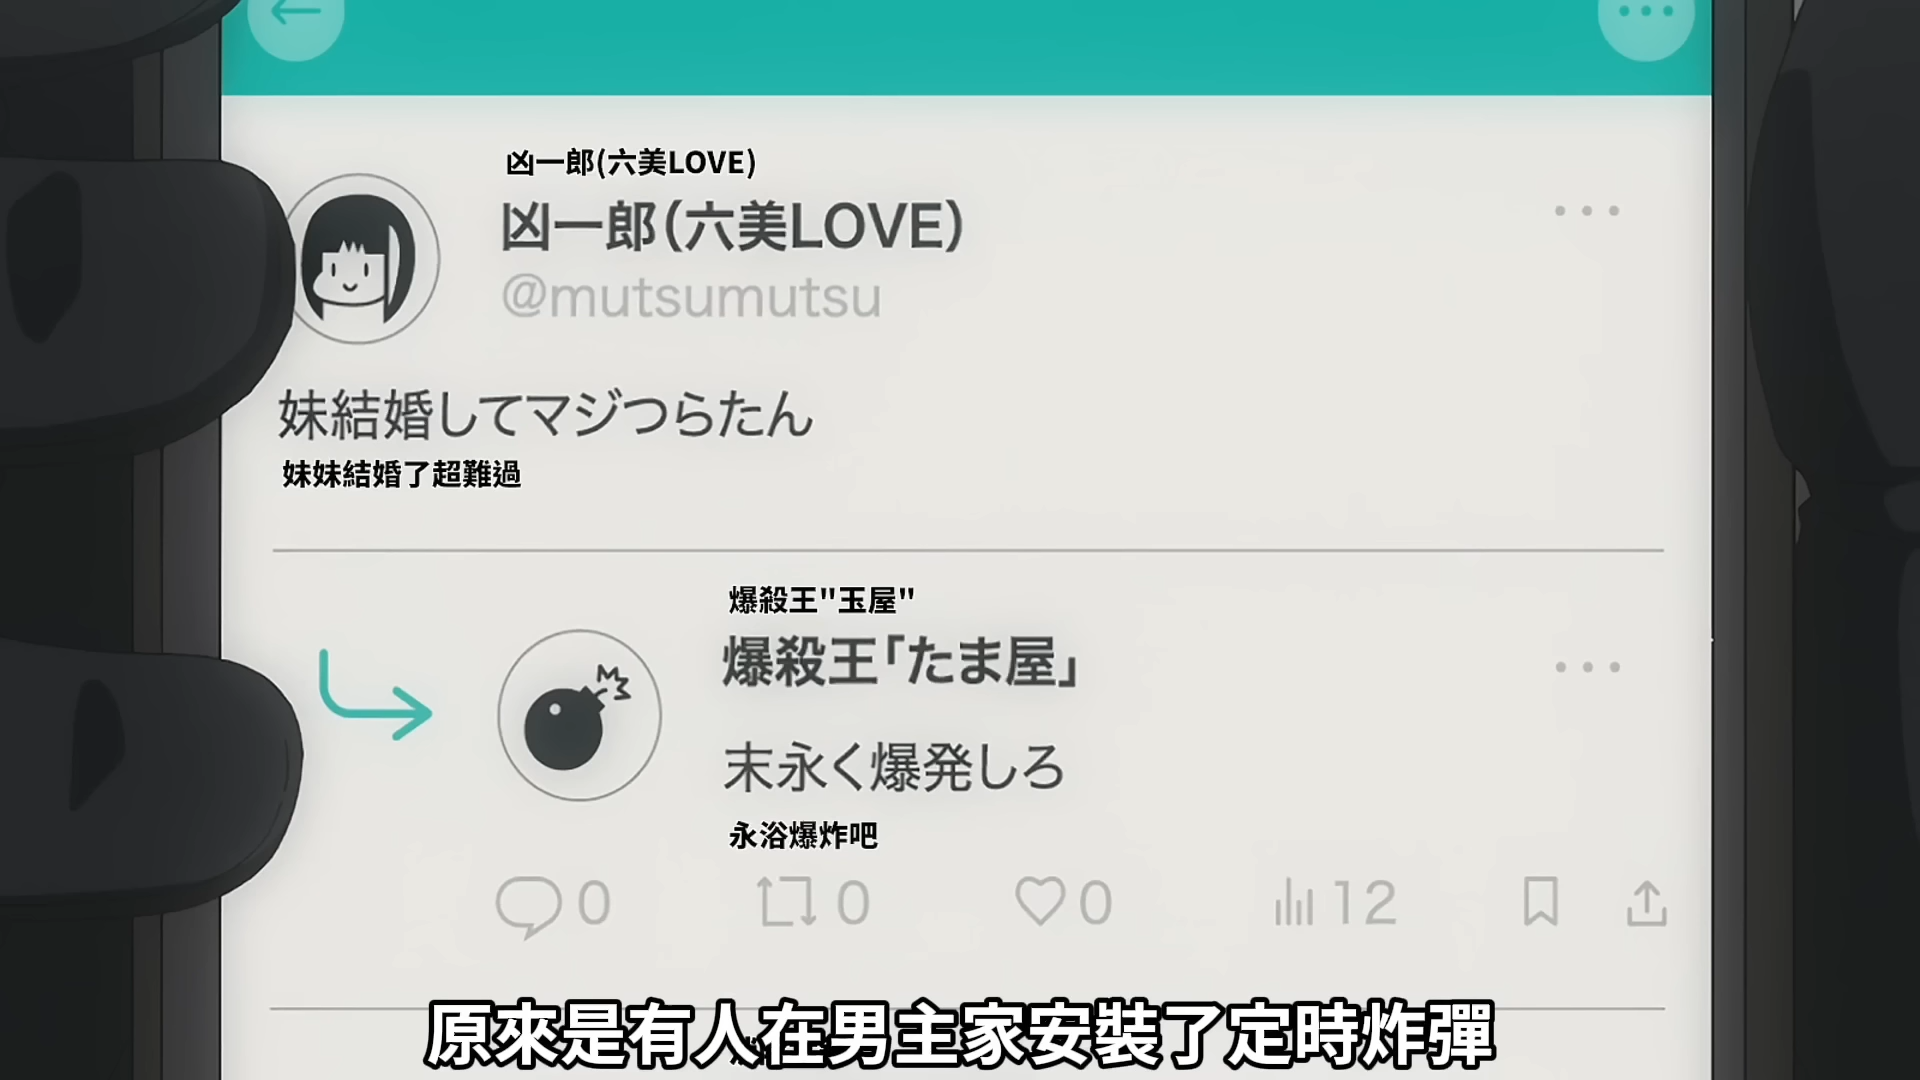 凶一郎(六美LOVE)
凶一郎(六美LOVE)
@mutsumutsu
妹結婚してマジつらたん
妹妹結婚了超難過
爆殺王"玉屋"
爆殺王「たま屋」
末永く爆発しろ
永浴爆炸吧
0 0 0 12
原來是有人在男主家安裝了定時炸彈